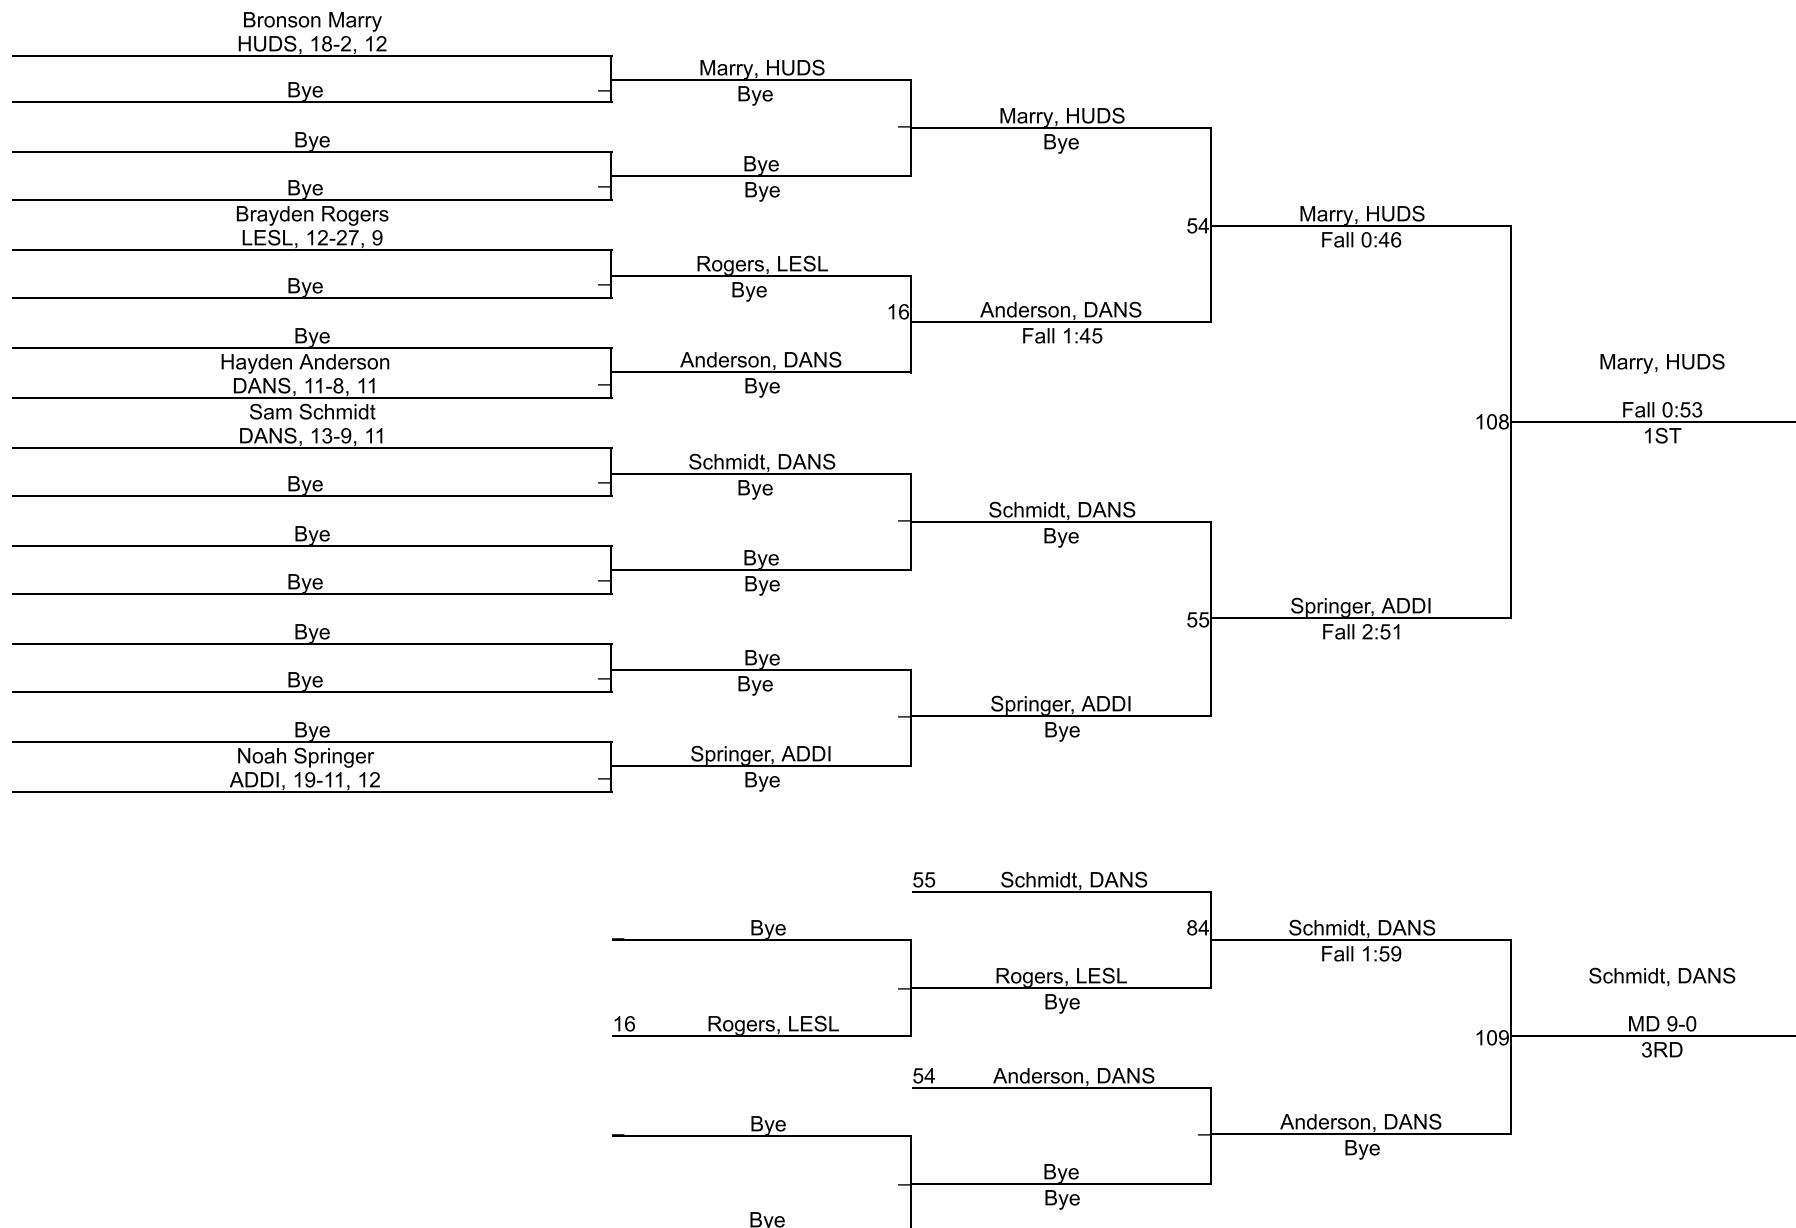 Bronson Marry
HUDS, 18-2, 12
Bye
Bye
Bye
Brayden Rogers
LESL, 12-27, 9
Bye
Bye
Hayden Anderson
DANS, 11-8, 11
Sam Schmidt
DANS, 13-9, 11
Bye
Bye
Bye
Bye
Bye
Bye
Noah Springer
ADDI, 19-11, 12
Marry, HUDS
Bye
Bye
Bye
Rogers, LESL
Bye
16
Anderson, DANS
Bye
Schmidt, DANS
Bye
Bye
Bye
Bye
Bye
Springer, ADDI
Bye
Marry, HUDS
Bye
54
Anderson, DANS
Fall 1:45
Schmidt, DANS
Bye
55
Springer, ADDI
Bye
Marry, HUDS
Fall 0:46
108
Springer, ADDI
Fall 2:51
Marry, HUDS
Fall 0:53
1ST
55 Schmidt, DANS
Bye
84
Rogers, LESL
Bye
16 Rogers, LESL
Schmidt, DANS
Fall 1:59
54 Anderson, DANS
Bye
Bye
Bye
Bye
Anderson, DANS
Bye
109
Schmidt, DANS
MD 9-0
3RD